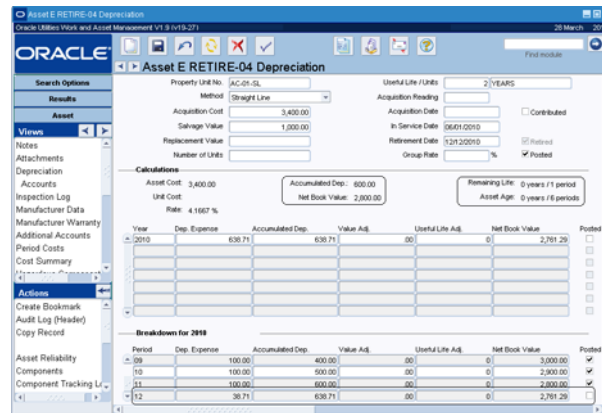 Asset E RETIRE-04 Depreciation
Oracle Utilities Work and Asset Management V1.9 (v19-27) 26 March 20
ORACLE
Find module
Asset E RETIRE-04 Depreciation
Search Options
Results
Asset
Views
Notes
Attachments
Depreciation
Accounts
Inspection Log
Manufacturer Data
Manufacturer Warranty
Additional Accounts
Period Costs
Cost Summary
Actions
Create Bookmark
Audit Log (Header)
Copy Record
Asset Reliability
Components
Component Tracking
Property Unit No. AC-01-SL Useful Life / Units 2 YEARS
Method Straight Line Acquisition Reading
Acquisition Cost 3,400.00 Acquisition Date Contributed
Salvage Value 1,000.00 In Service Date 06/01/2010
Replacement Value Retirement Date 12/12/2010 Retired
Number of Units Group Rate % Posted
Calculations
Asset Cost: 3,400.00 Accumulated Dep.: 600.00 Remaining Life: 0 years / 1 period
Unit Cost: Net Book Value: 2,800.00 Asset Age: 0 years / 6 periods
Rate: 4.1667 %
Year Dep. Expense Accumulated Dep. Value Adj. Useful Life Adj. Net Book Value Posted
2010 638.71 638.71 .00 0 2,761.29
Breakdown for 2010
Period Dep. Expense Accumulated Dep. Value Adj. Useful Life Adj. Net Book Value Posted
09 100.00 400.00 .00 0 3,000.00
10 100.00 500.00 .00 0 2,900.00
11 100.00 600.00 .00 0 2,800.00
12 38.71 638.71 .00 0 2,761.29